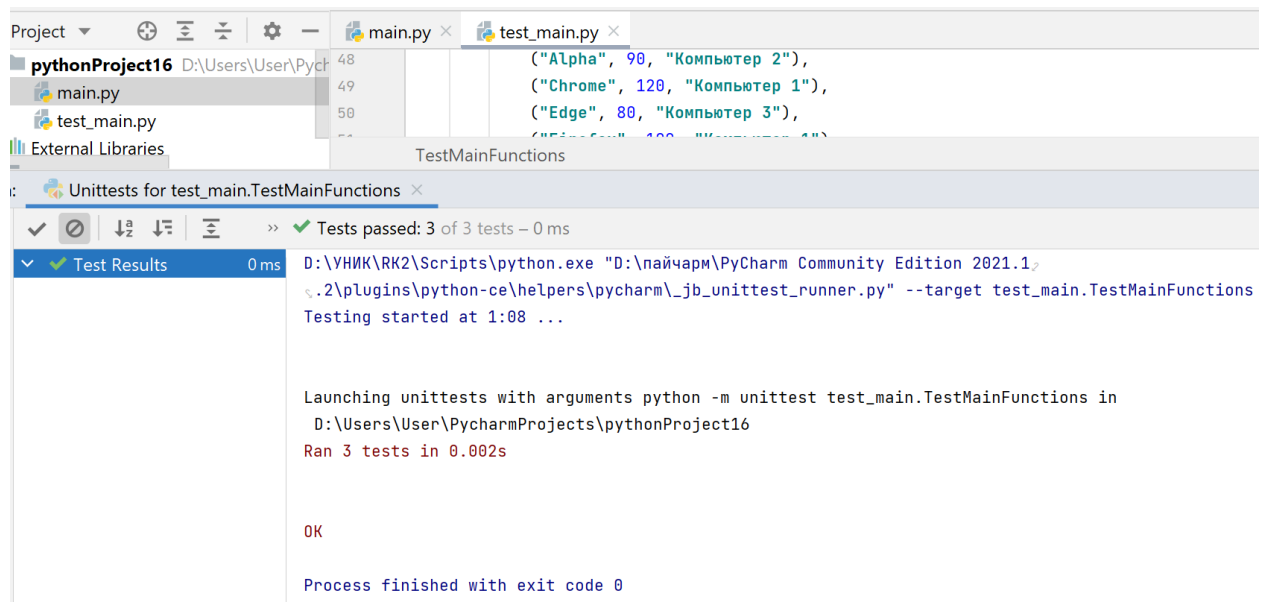 Project
main.py
test_main.py
pythonProject16 D:\Users\User\Pych
main.py
test_main.py
External Libraries
48 ("Alpha", 90, "Компьютер 2"),
49 ("Chrome", 120, "Компьютер 1"),
50 ("Edge", 80, "Компьютер 3"),
TestMainFunctions
Unittests for test_main.TestMainFunctions
Tests passed: 3 of 3 tests – 0 ms
Test Results 0 ms
D:\УНИК\RK2\Scripts\python.exe "D:\пайчарм\PyCharm Community Edition 2021.1
.2\plugins\python-ce\helpers\pycharm\_jb_unittest_runner.py" --target test_main.TestMainFunctions
Testing started at 1:08 ...
Launching unittests with arguments python -m unittest test_main.TestMainFunctions in
D:\Users\User\PycharmProjects\pythonProject16
Ran 3 tests in 0.002s
OK
Process finished with exit code 0